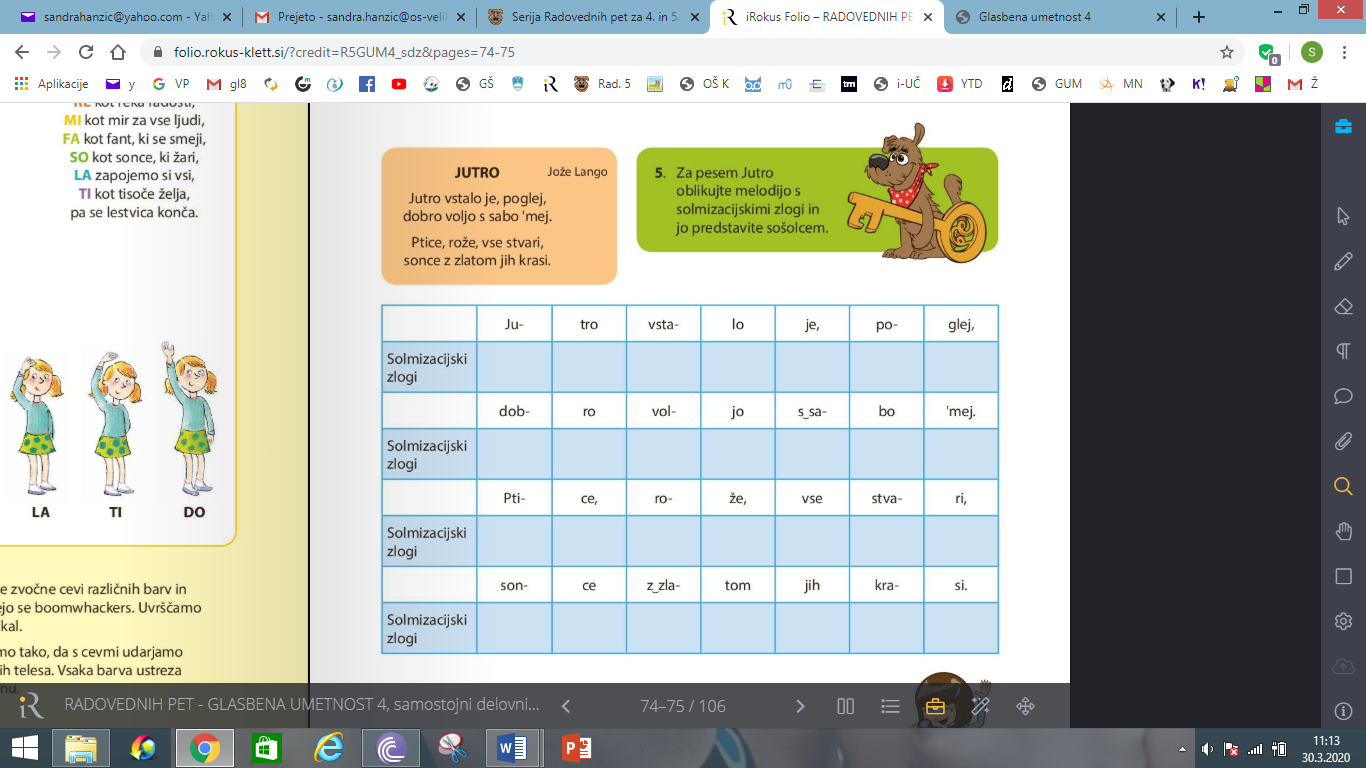 sandrahanzic@yahoo.com - Yah
Prejeto - sandra.hanzic@os-velik
Serija Radovednih pet za 4. in 5.
iRokus Folio – RADOVEDNIH PE
Glasbena umetnost 4
folio.rokus-klett.si/?credit=R5GUM4_sdz&pages=74-75
S
0
Aplikacije
y
VP
gl8
GŠ
Rad. 5
OŠ K
i-UČ
YTD
GUM
MN
Ž
RE kot reka radosti,
MI kot mir za vse ljudi,
FA kot fant, ki se smeji,
SO kot sonce, ki žari,
LA zapojemo si vsi,
TI kot tisoče želja,
pa se lestvica konča.
LA TI DO
e zvočne cevi različnih barv in
ejo se boomwhackers. Uvrščamo
kal.
mo tako, da s cevmi udarjamo
ih telesa. Vsaka barva ustreza
nu.
JUTRO Jože Lango
Jutro vstalo je, poglej,
dobro voljo s sabo 'mej.
Ptice, rože, vse stvari,
sonce z zlatom jih krasi.
5. Za pesem Jutro
oblikujte melodijo s
solmizacijskimi zlogi in
jo predstavite sošolcem.
Ju- tro vsta- lo je, po- glej,
Solmizacijski
zlogi
dob- ro vol- jo s_sa- bo 'mej.
Solmizacijski
zlogi
Pti- ce, ro- že, vse stva- ri,
Solmizacijski
zlogi
son- ce z_zla- tom jih kra- si.
Solmizacijski
zlogi
iR
RADOVEDNIH PET - GLASBENA UMETNOST 4, samostojni delovni...
74–75 / 106
11:13
30.3.2020